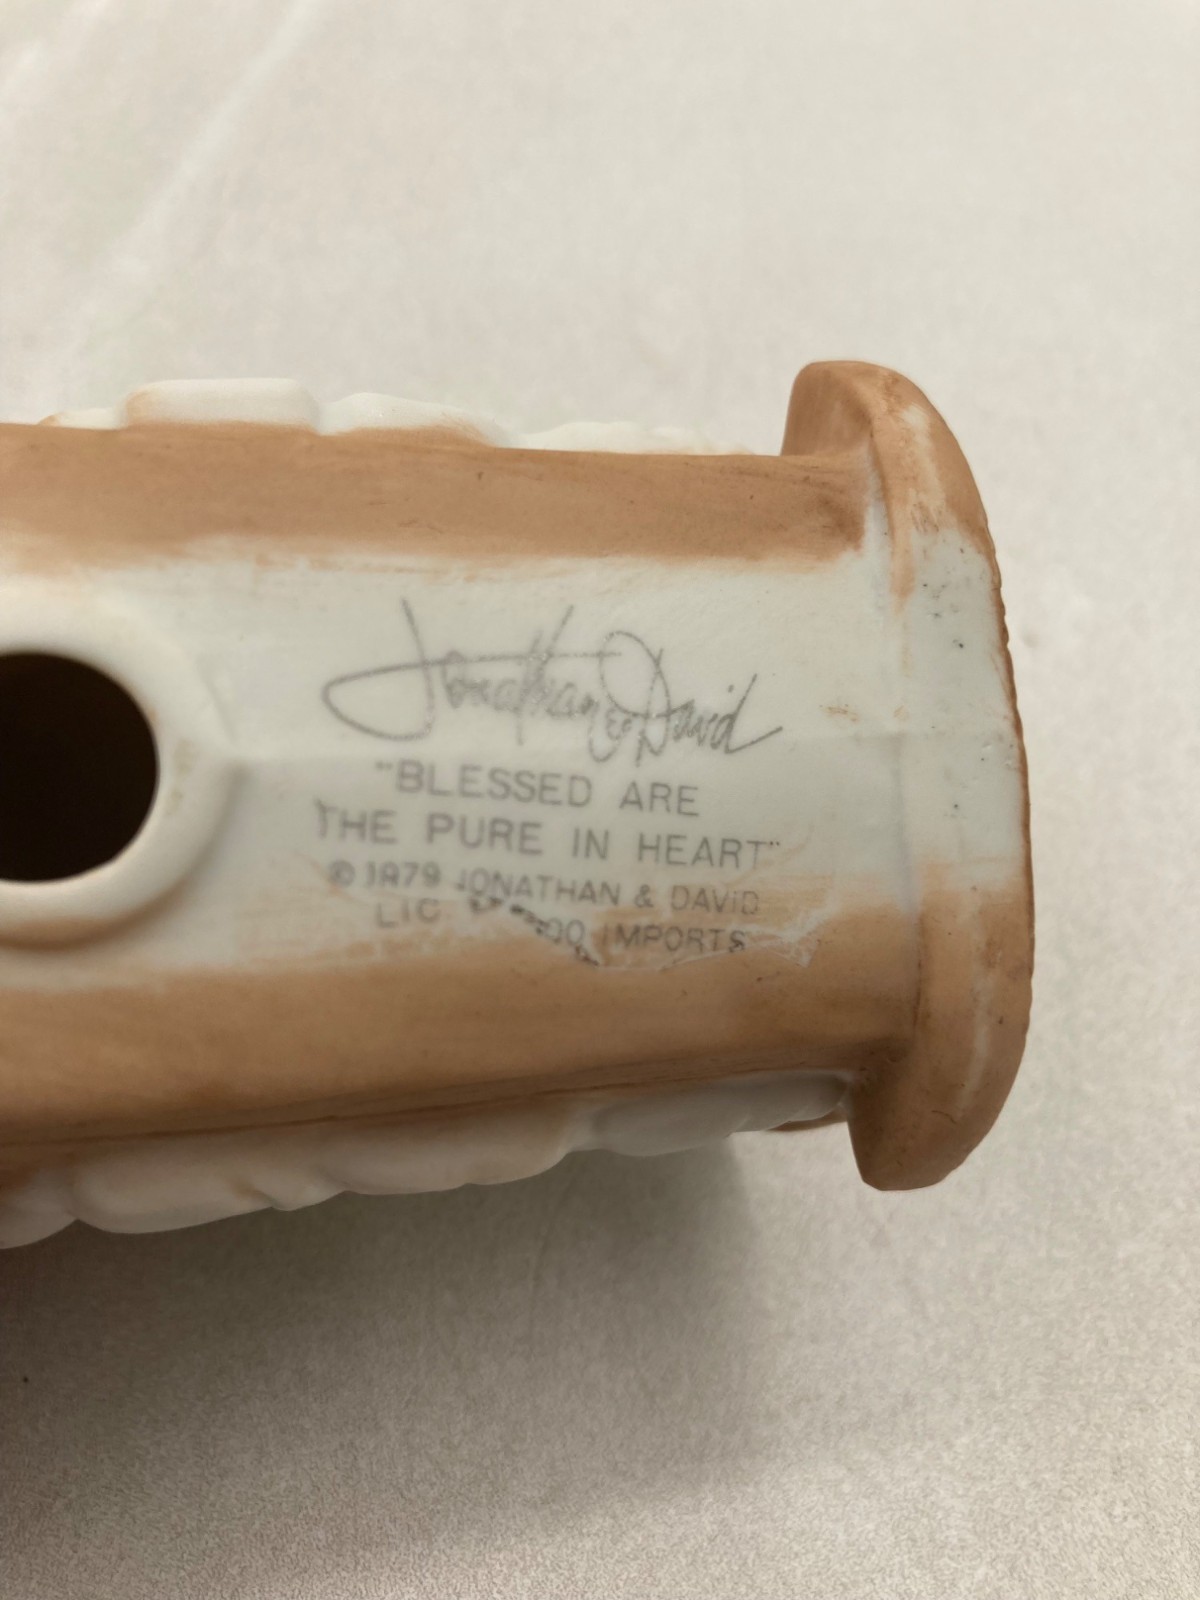 Jonathan & David
"BLESSED ARE
THE PURE IN HEART"
© 1979 JONATHAN & DAVID
LIC IMPORTS